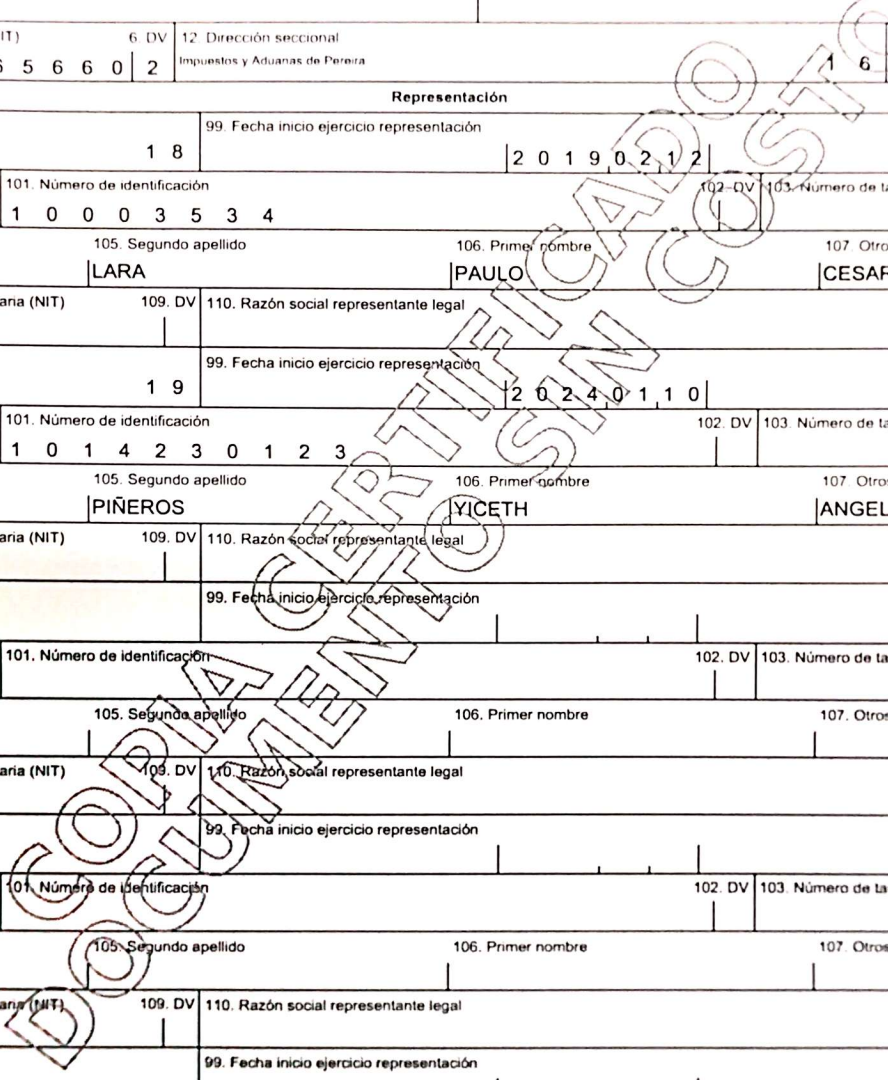 IT) 6. DV 12. Dirección seccional
5 6 6 0 2 Impuestos y Aduanas de Pereira 1 6
Representación
99. Fecha inicio ejercicio representación
1 8 2 0 1 9 0 2 1 2
101. Número de identificación 102. DV 103. Número de ta
1 0 0 0 3 5 3 4
105. Segundo apellido 106. Primer nombre 107. Otro
LARA PAULO CESAR
aria (NIT) 109. DV 110. Razón social representante legal
99. Fecha inicio ejercicio representación
1 9 2 0 2 4 0 1 1 0
101. Número de identificación 102. DV 103. Número de ta
1 0 1 4 2 3 0 1 2 3
105. Segundo apellido 106. Primer nombre 107. Otros
PIÑEROS YICETH ANGEL
aria (NIT) 109. DV 110. Razón social representante legal
99. Fecha inicio ejercicio representación
101. Número de identificación 102. DV 103. Número de ta
105. Segundo apellido 106. Primer nombre 107. Otros
aria (NIT) 109. DV 110. Razón social representante legal
99. Fecha inicio ejercicio representación
101. Número de identificación 102. DV 103. Número de ta
105. Segundo apellido 106. Primer nombre 107. Otros
aria (NIT) 109. DV 110. Razón social representante legal
99. Fecha inicio ejercicio representación
COPIA CERTIFICADO
DOCUMENTO SIN COSTO